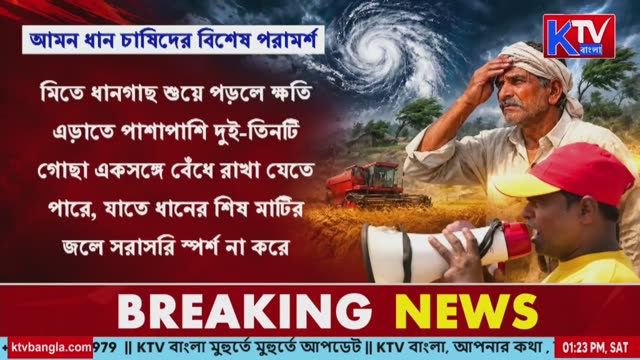 আমন ধান চাষিদের বিশেষ পরামর্শ
KTV
বাংলা
মিতে ধানগাছ শুয়ে পড়লে ক্ষতি
এড়াতে পাশাপাশি দুই-তিনটি
গোছা একসঙ্গে বেঁধে রাখা যেতে
পারে, যাতে ধানের শিষ মাটির
জলে সরাসরি স্পর্শ না করে
BREAKING NEWS
ktvbangla.com 979 || KTV বাংলা মুহুর্তে মুহুর্তে আপডেট || KTV বাংলা, আপনার কথা, 01:23 PM, SAT